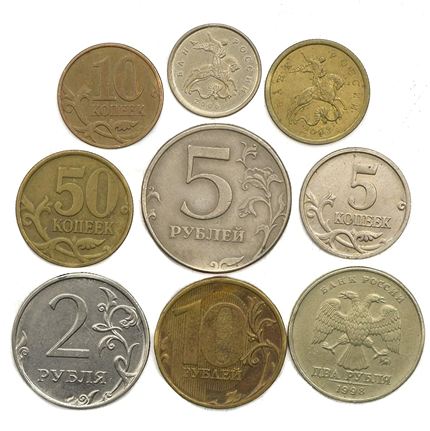 10
КОПЕЕК
БАНК РОССИИ
БАНК РОССИИ
50
КОПЕЕК
5
РУБЛЕЙ
5
КОПЕЕК
2
РУБЛЯ
10
РУБЛЕЙ
БАНК РОССИИ
ДВА РУБЛЯ
1998